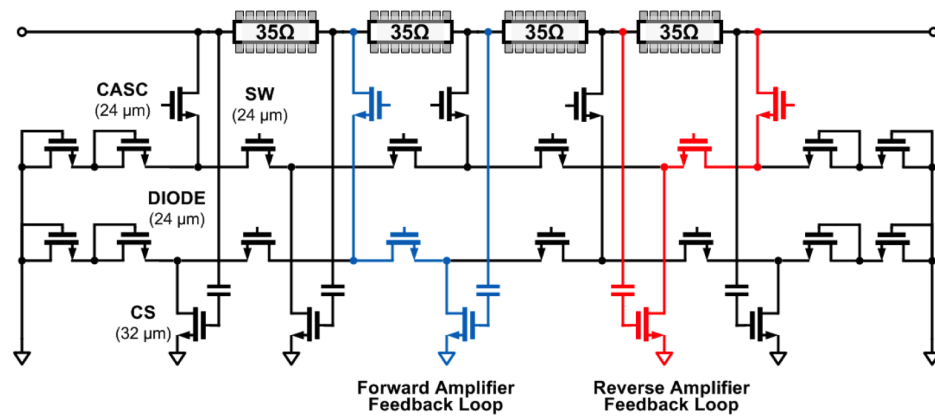 35Ω 35Ω 35Ω 35Ω
CASC
(24 µm)
SW
(24 µm)
DIODE
(24 µm)
CS
(32 µm)
Forward Amplifier
Feedback Loop
Reverse Amplifier
Feedback Loop